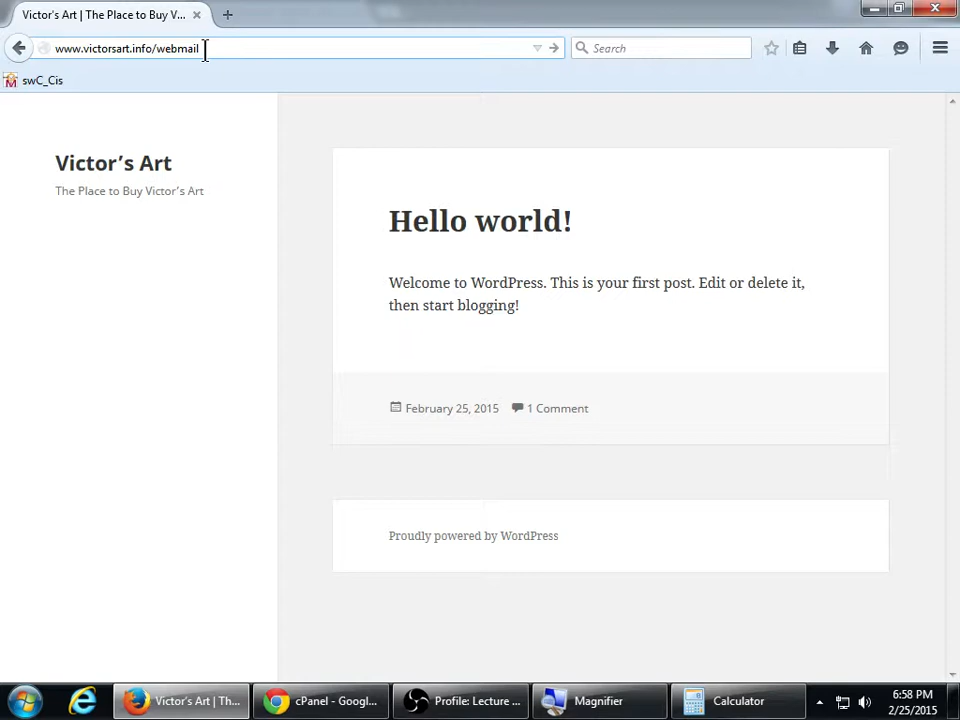 Victor's Art | The Place to Buy V...
www.victorsart.info/webmail
Search
swC_Cis
Victor's Art
The Place to Buy Victor's Art
Hello world!
Welcome to WordPress. This is your first post. Edit or delete it,
then start blogging!
February 25, 2015 1 Comment
Proudly powered by WordPress
Victor's Art | Th...
cPanel - Googl...
Profile: Lecture ...
Magnifier
Calculator
6:58 PM
2/25/2015